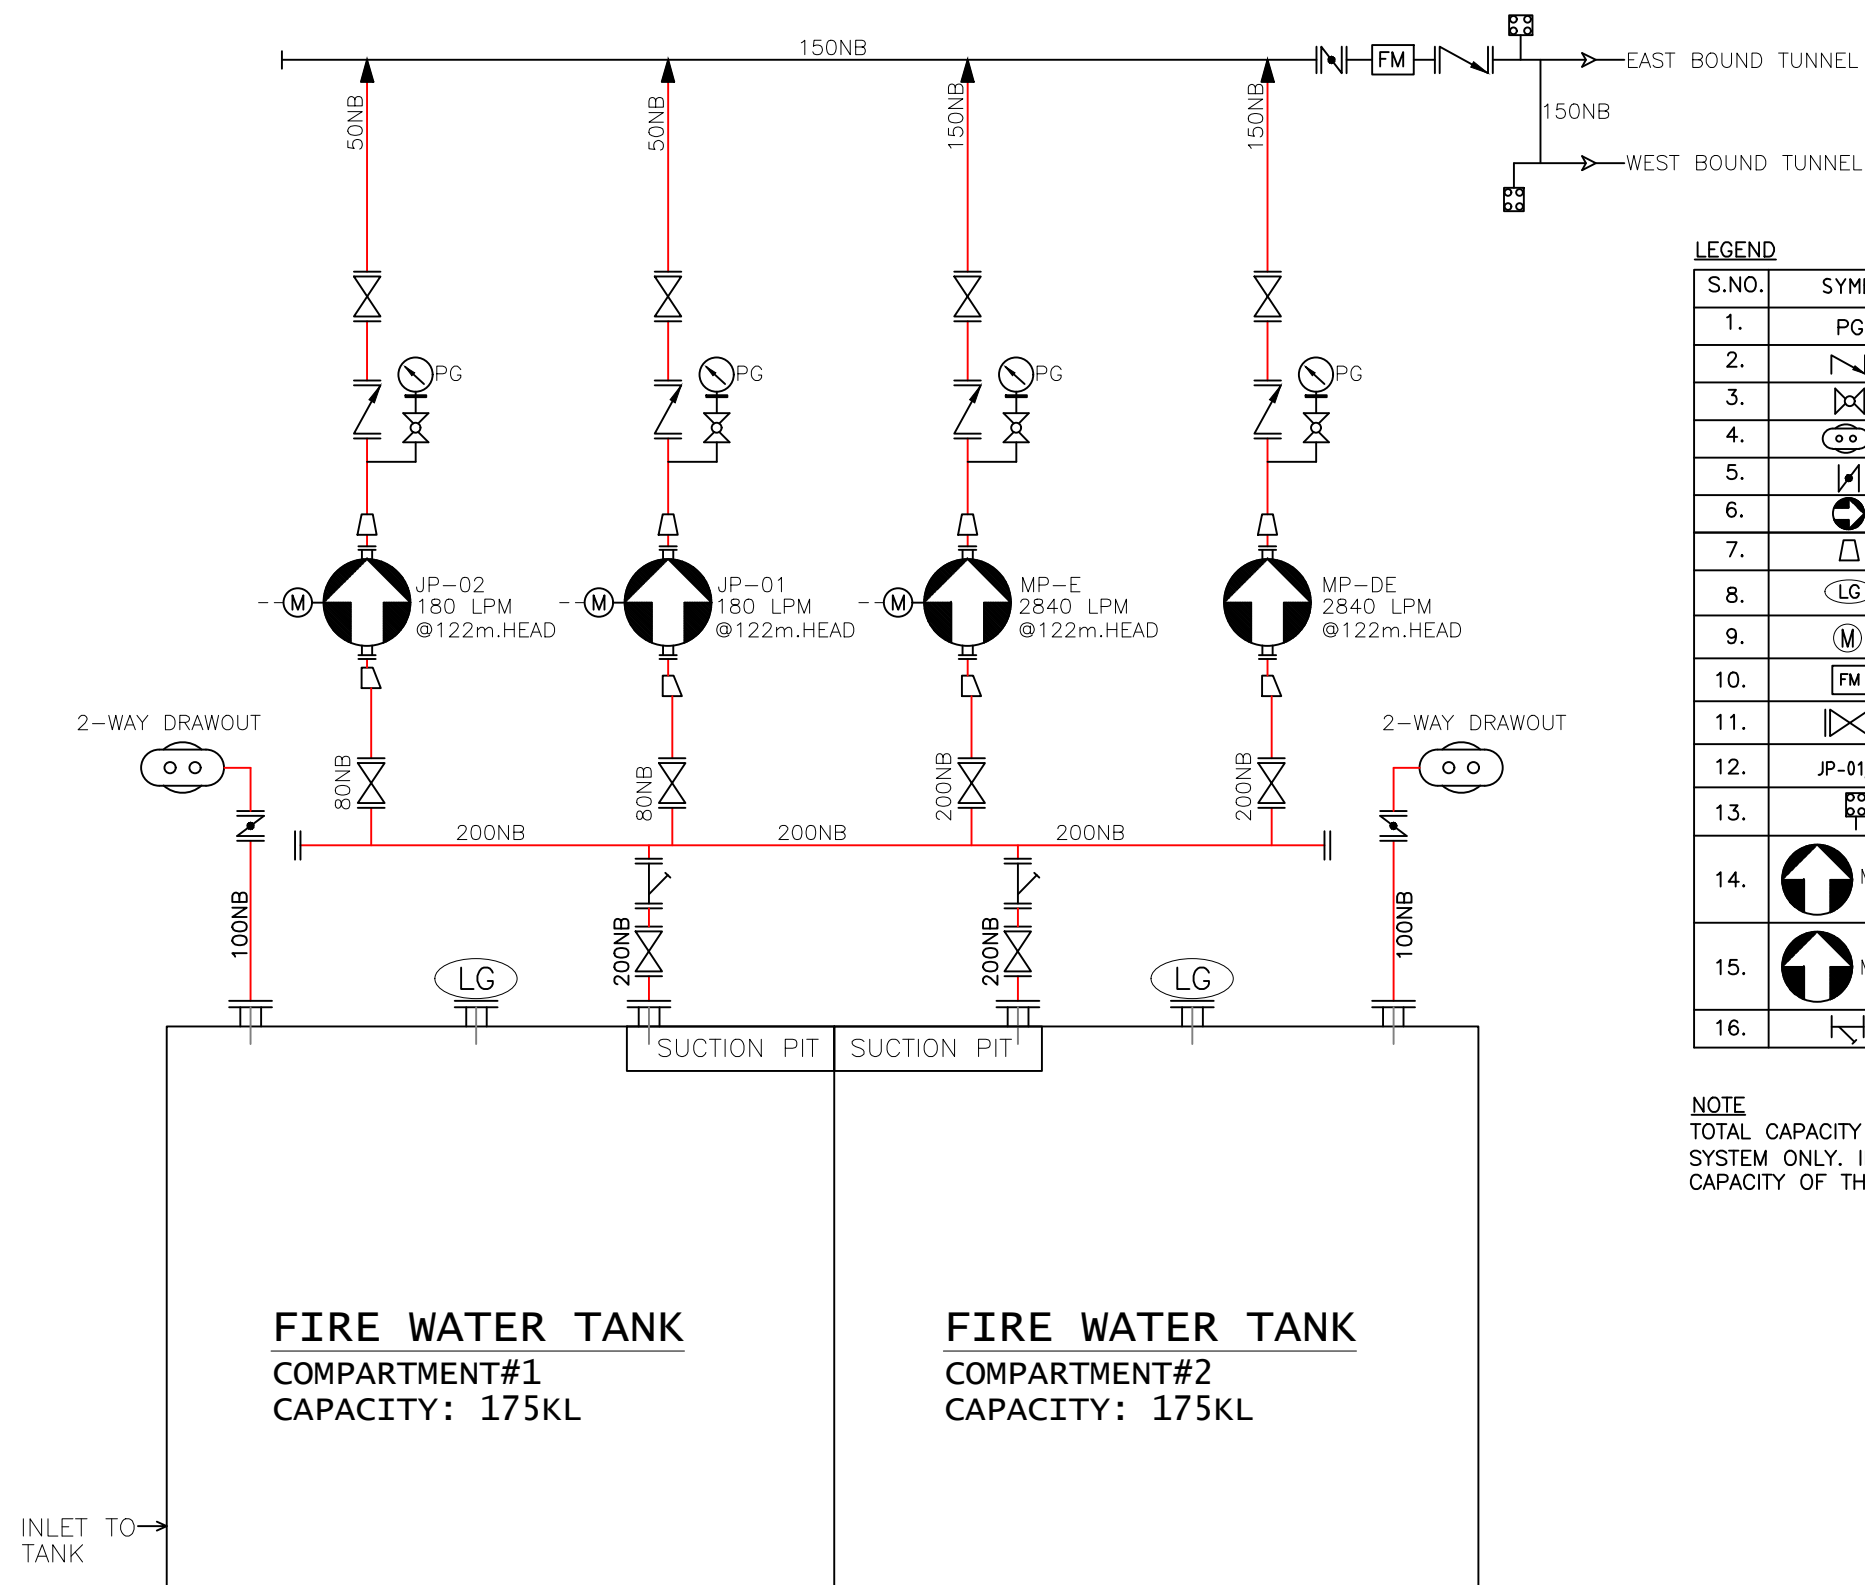 150NB
FM
EAST BOUND TUNNEL
150NB
WEST BOUND TUNNEL
50NB
50NB
150NB
150NB
PG
PG
PG
PG
M
JP-02
180 LPM
@122m.HEAD
M
JP-01
180 LPM
@122m.HEAD
M
MP-E
2840 LPM
@122m.HEAD
MP-DE
2840 LPM
@122m.HEAD
2-WAY DRAWOUT
2-WAY DRAWOUT
80NB
80NB
200NB
200NB
200NB
200NB
200NB
100NB
200NB
200NB
100NB
LG
LG
SUCTION PIT
SUCTION PIT
FIRE WATER TANK
COMPARTMENT#1
CAPACITY: 175KL
FIRE WATER TANK
COMPARTMENT#2
CAPACITY: 175KL
INLET TO
TANK
LEGEND
S.NO.
1. PG
2.
3.
4.
5.
6.
7.
8. LG
9. M
10. FM
11.
12. JP-01
13.
14.
15.
16.
NOTE
TOTAL CAPACITY
SYSTEM ONLY.
CAPACITY OF